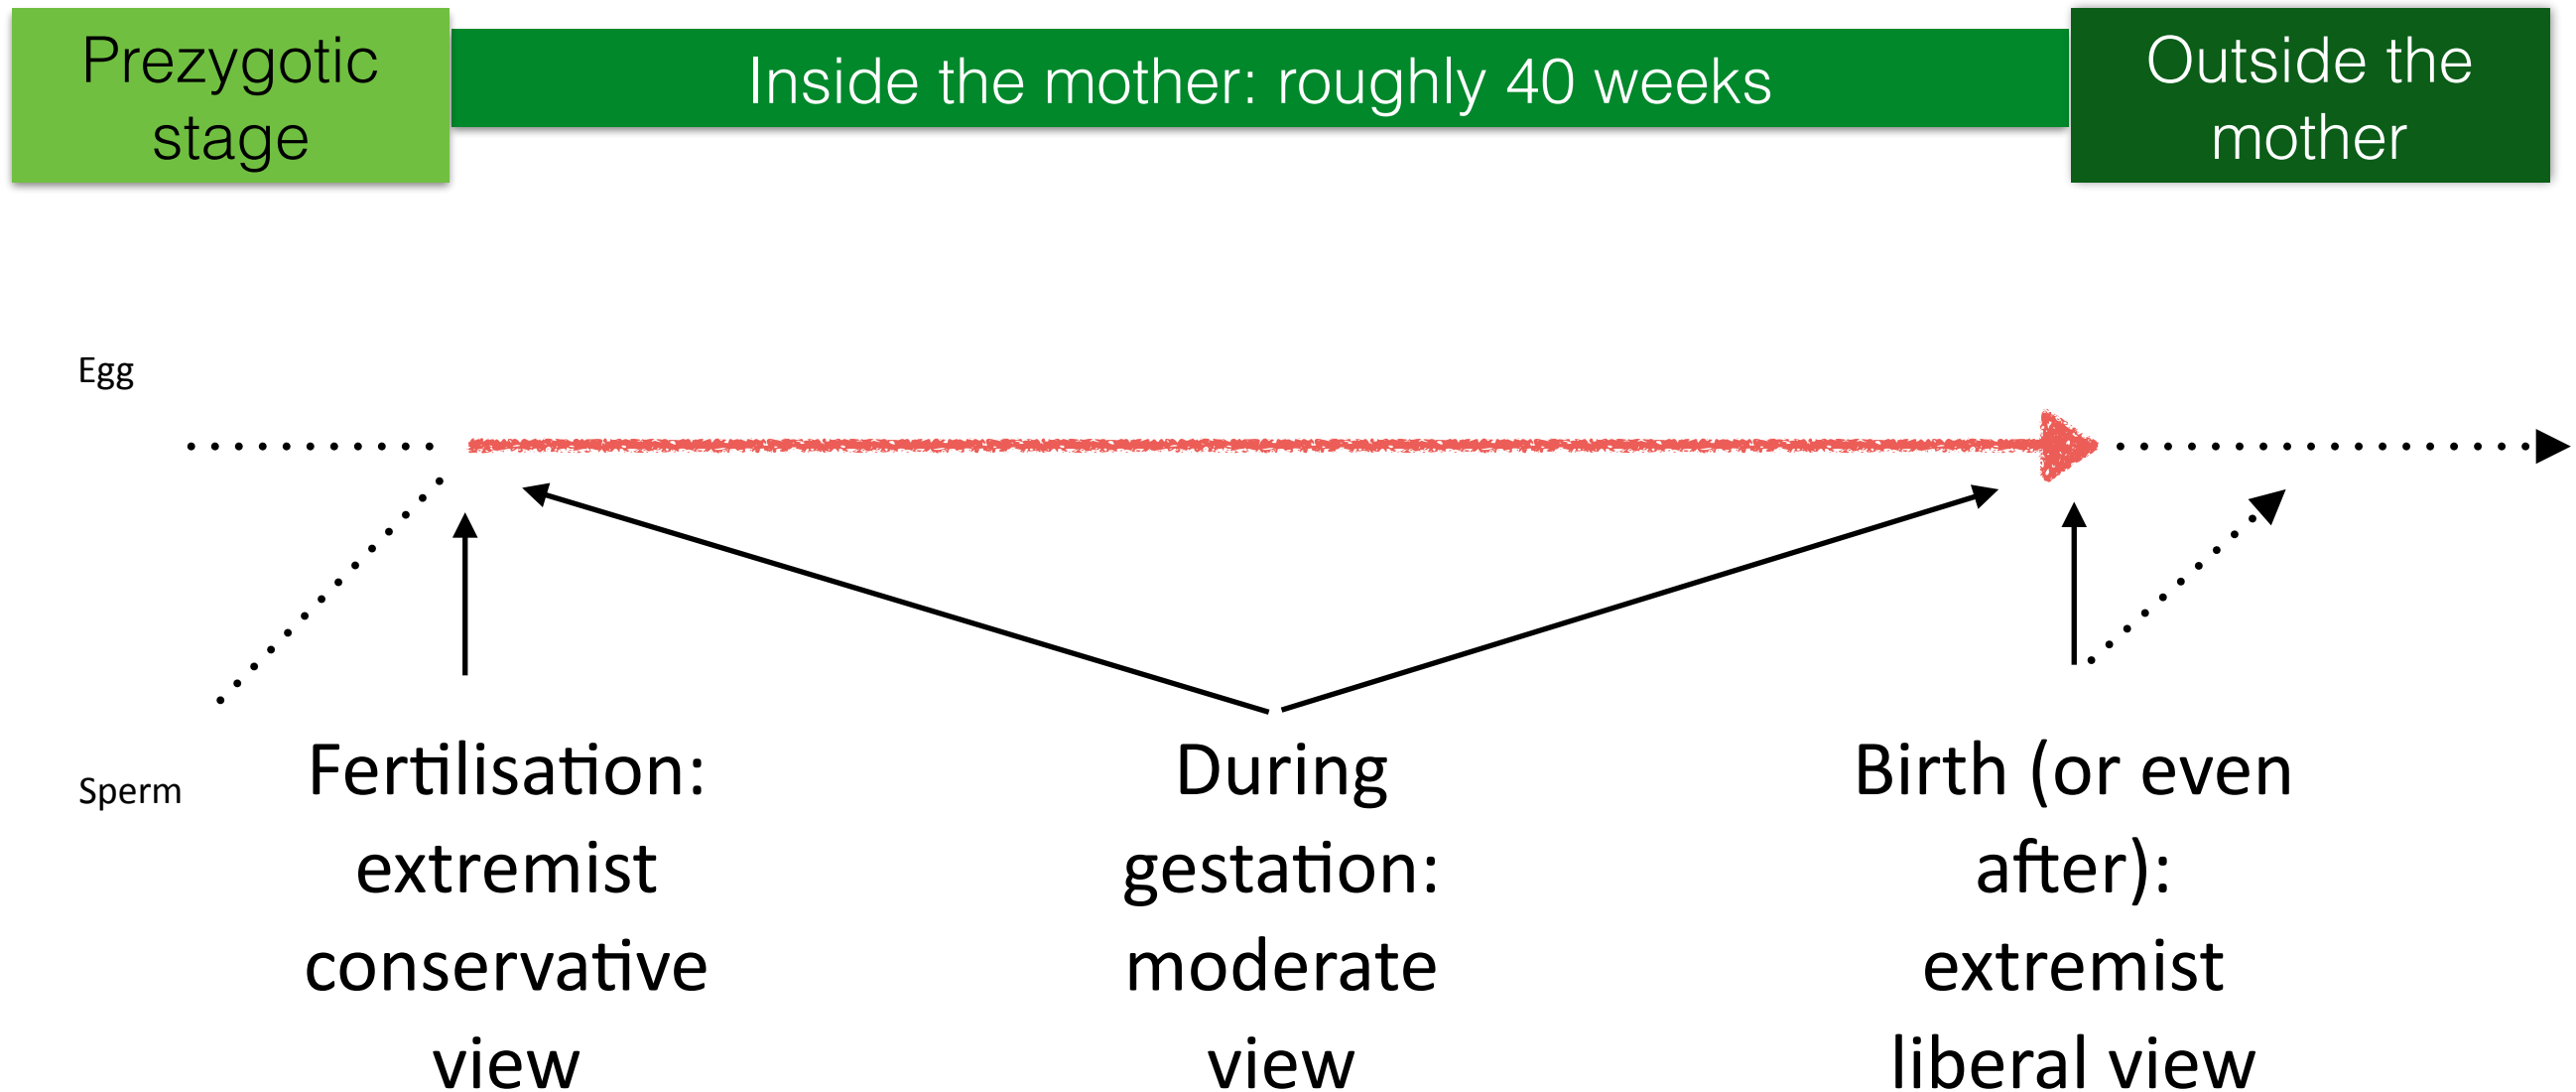 Prezygotic
stage
Inside the mother: roughly 40 weeks
Outside the
mother
Egg
Sperm
Fertilisation:
extremist
conservative
view
During
gestation:
moderate
view
Birth (or even
after):
extremist
liberal view